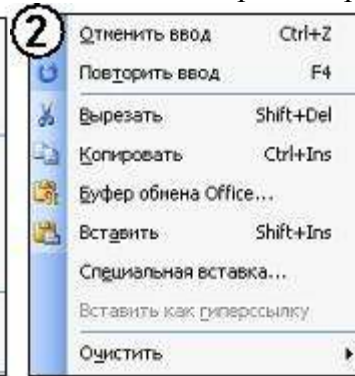 2
Отменить ввод Ctrl+Z
Повторить ввод F4
Вырезать Shift+Del
Копировать Ctrl+Ins
Буфер обмена Office...
Вставить Shift+Ins
Специальная вставка...
Вставить как гиперссылку
Очистить